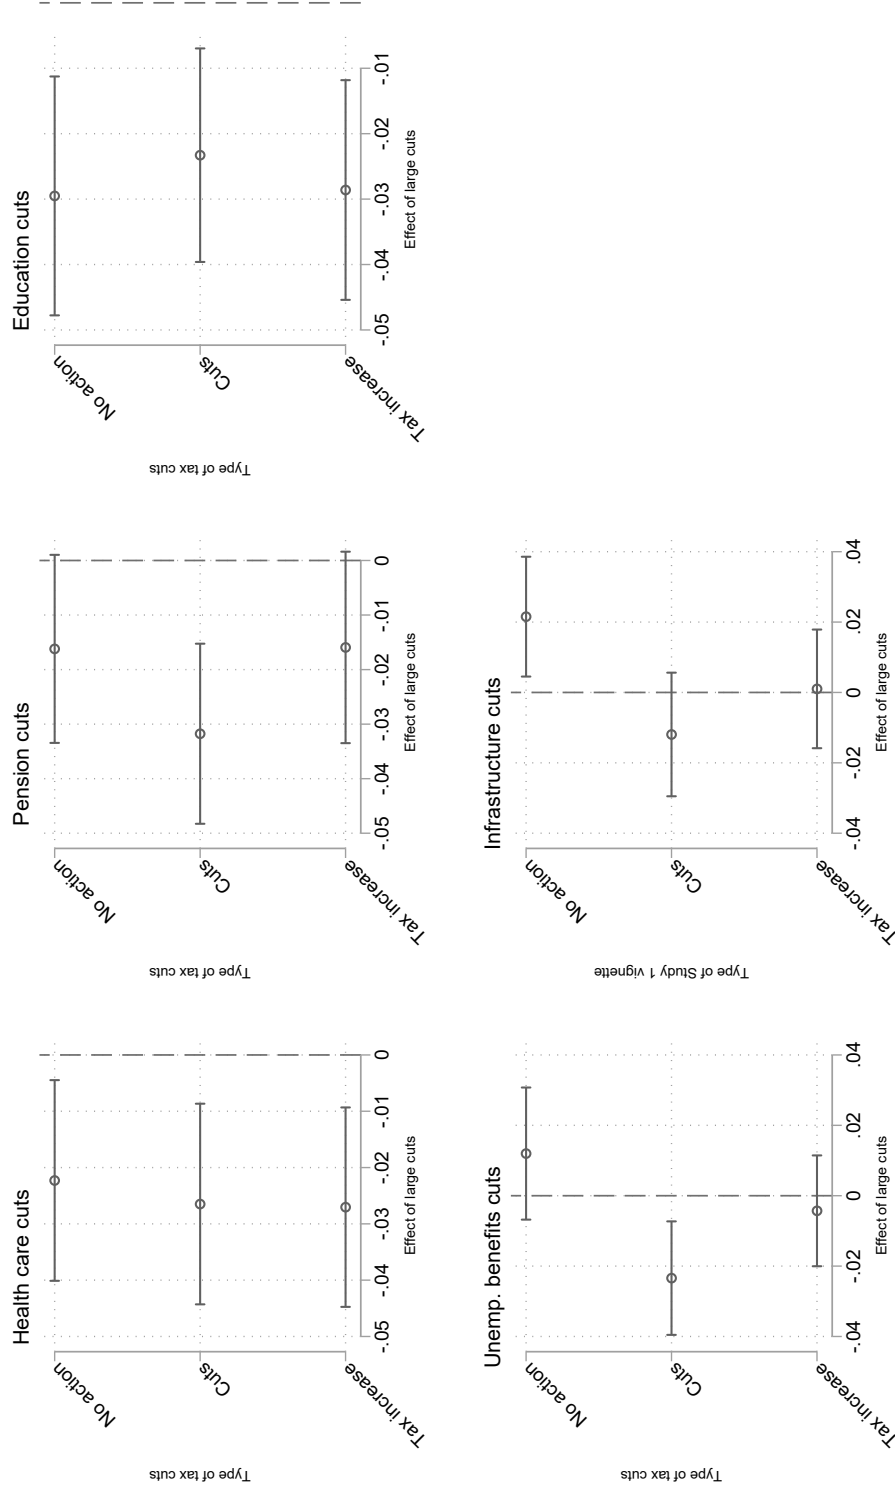 Health care cuts
No action
Cuts
Tax increase
Type of tax cuts
-.05 -.04 -.03 -.02 -.01 0
Effect of large cuts
Pension cuts
No action
Cuts
Tax increase
Type of tax cuts
-.05 -.04 -.03 -.02 -.01 0
Effect of large cuts
Education cuts
No action
Cuts
Tax increase
Type of tax cuts
-.05 -.04 -.03 -.02 -.01
Effect of large cuts
Unemp. benefits cuts
No action
Cuts
Tax increase
Type of tax cuts
-.04 -.02 0 .02 .04
Effect of large cuts
Infrastructure cuts
No action
Cuts
Tax increase
Type of Study 1 vignette
-.04 -.02 0 .02 .04
Effect of large cuts